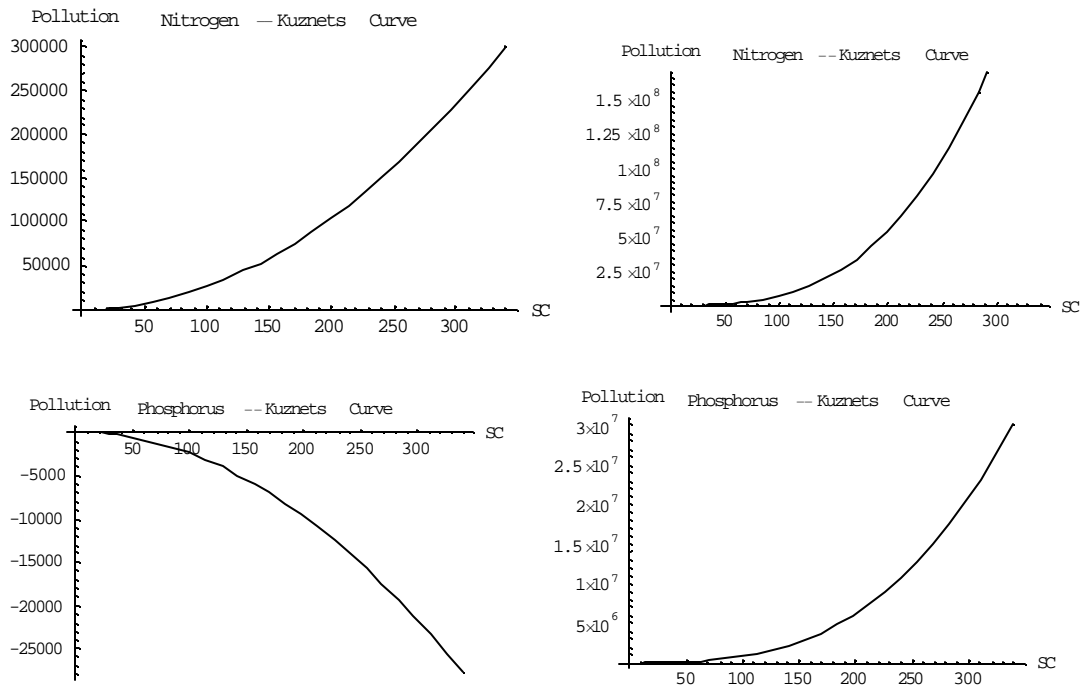 Pollution Nitrogen — Kuznets Curve
300000
250000
200000
150000
100000
50000
50 100 150 200 250 300 SC
Pollution Nitrogen -- Kuznets Curve
1.5 ×10^8
1.25 ×10^8
1×10^8
7.5 ×10^7
5×10^7
2.5 ×10^7
50 100 150 200 250 300 SC
Pollution Phosphorus -- Kuznets Curve
50 100 150 200 250 300 SC
-5000
-10000
-15000
-20000
-25000
Pollution Phosphorus -- Kuznets Curve
3×10^7
2.5×10^7
2×10^7
1.5×10^7
1×10^7
5×10^6
50 100 150 200 250 300 SC